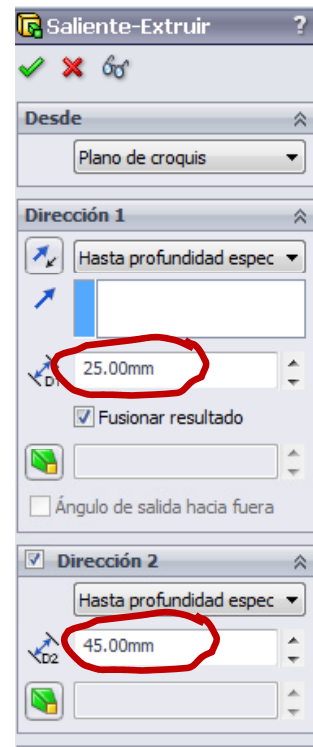 Saliente-Extruir ?
Desde
Plano de croquis
Dirección 1
Hasta profundidad espec
D1 25.00mm
Fusionar resultado
Ángulo de salida hacia fuera
Dirección 2
Hasta profundidad espec
D2 45.00mm